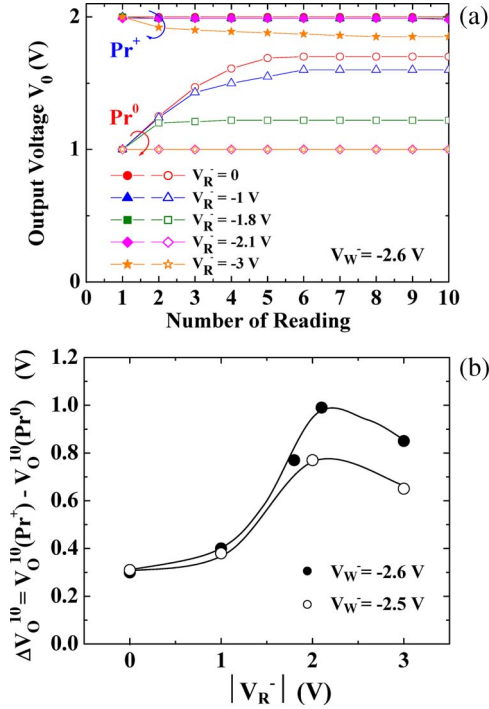 (a)
Output Voltage V0
2
1
0
Pr+
Pr0
VR- = 0
VR- = -1 V
VR- = -1.8 V
VR- = -2.1 V
VR- = -3 V
VW- = -2.6 V
0 1 2 3 4 5 6 7 8 9 10
Number of Reading
(b)
ΔVO10 = VO10(Pr+) - VO10(Pr0) (V)
1.2
1.0
0.8
0.6
0.4
0.2
0.0
VW- = -2.6 V
VW- = -2.5 V
0 1 2 3
|VR-| (V)